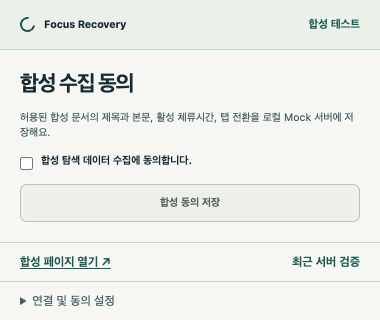 Focus Recovery
합성 테스트
합성 수집 동의
허용된 합성 문서의 제목과 본문, 활성 체류시간, 탭 전환을 로컬 Mock 서버에 저
장해요.
합성 탐색 데이터 수집에 동의합니다.
합성 동의 저장
합성 페이지 열기 ↗
최근 서버 검증
▶ 연결 및 동의 설정